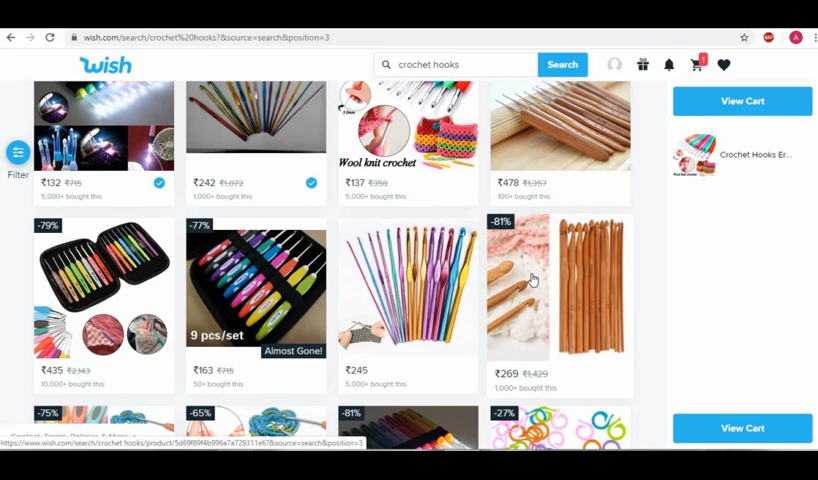 wish.com/search/crochet%20hooks?&source=search&position=3
ABP
A
wish
crochet hooks
Search
1
View Cart
Filter
3.0mm
Wool knit crochet
Crochet Hooks Er...
₹132 ₹715
5,000+ bought this
₹242 ₹1,072
1,000+ bought this
₹137 ₹358
5,000+ bought this
₹478 ₹1,357
100+ bought this
-79%
-77%
-81%
9 pcs/set
Almost Gone!
₹435 ₹2,143
10,000+ bought this
₹163 ₹715
50+ bought this
₹245
5,000+ bought this
₹269 ₹1,429
1,000+ bought this
-75%
-65%
-81%
-27%
View Cart
https://www.wish.com/search/crochet hooks/product/5d69f89f4b996a7a729311e6?&source=search&position=3